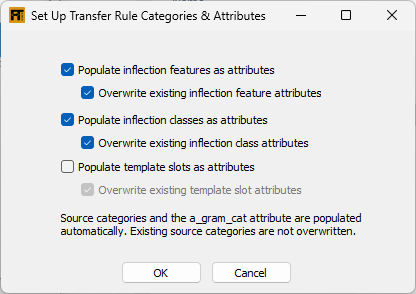 Set Up Transfer Rule Categories & Attributes
Populate inflection features as attributes
Overwrite existing inflection feature attributes
Populate inflection classes as attributes
Overwrite existing inflection class attributes
Populate template slots as attributes
Overwrite existing template slot attributes
Source categories and the a_gram_cat attribute are populated
automatically. Existing source categories are not overwritten.
OK
Cancel